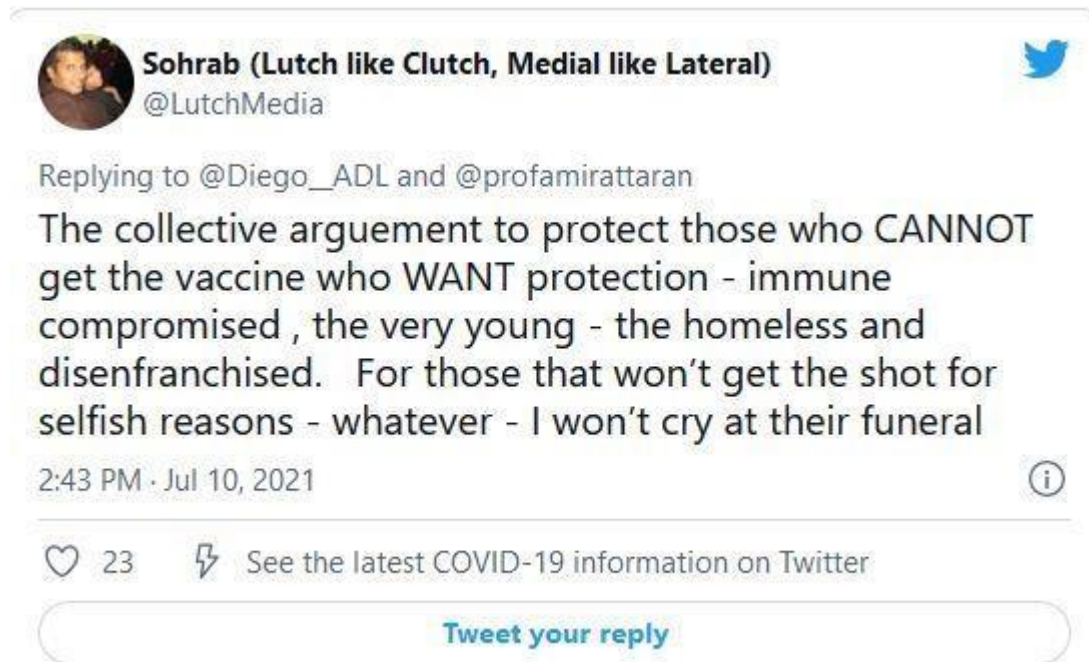 Sohrab (Lutch like Clutch, Medial like Lateral)
@LutchMedia
Replying to @Diego__ADL and @profamirattaran
The collective arguement to protect those who CANNOT
get the vaccine who WANT protection - immune
compromised , the very young - the homeless and
disenfranchised.   For those that won’t get the shot for
selfish reasons - whatever - I won’t cry at their funeral
2:43 PM · Jul 10, 2021
23 See the latest COVID-19 information on Twitter
Tweet your reply